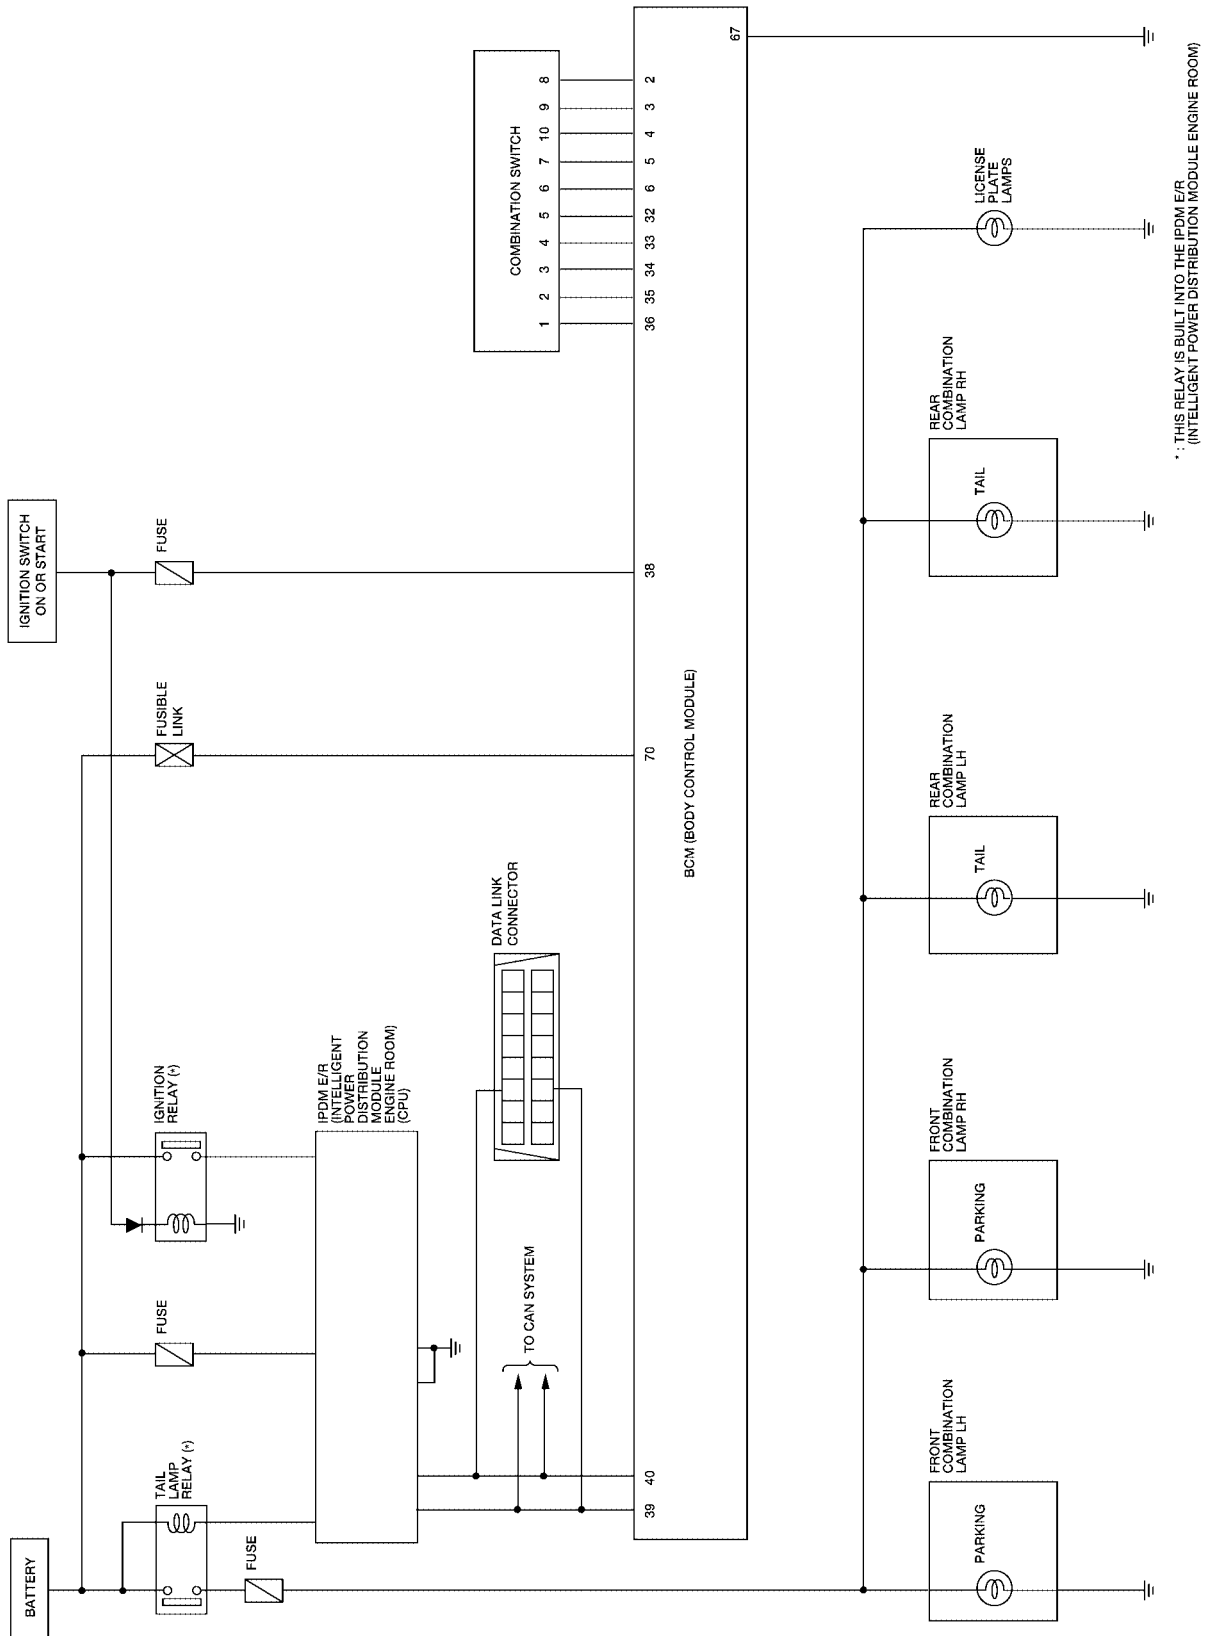 BATTERY
TAIL
LAMP
RELAY (*)
FUSE
FUSE
IGNITION
RELAY (*)
FUSIBLE
LINK
IGNITION SWITCH
ON OR START
FUSE
IPDM E/R
(INTELLIGENT
POWER
DISTRIBUTION
MODULE
ENGINE ROOM)
(CPU)
TO CAN SYSTEM
DATA LINK
CONNECTOR
COMBINATION SWITCH
1 2 3 4 5 6 7 10 9 8
39 40 70 38 36 35 34 33 32 6 5 4 3 2
67
BCM (BODY CONTROL MODULE)
FRONT
COMBINATION
LAMP LH
PARKING
FRONT
COMBINATION
LAMP RH
PARKING
REAR
COMBINATION
LAMP LH
TAIL
REAR
COMBINATION
LAMP RH
TAIL
LICENSE
PLATE
LAMPS
* : THIS RELAY IS BUILT INTO THE IPDM E/R
(INTELLIGENT POWER DISTRIBUTION MODULE ENGINE ROOM)